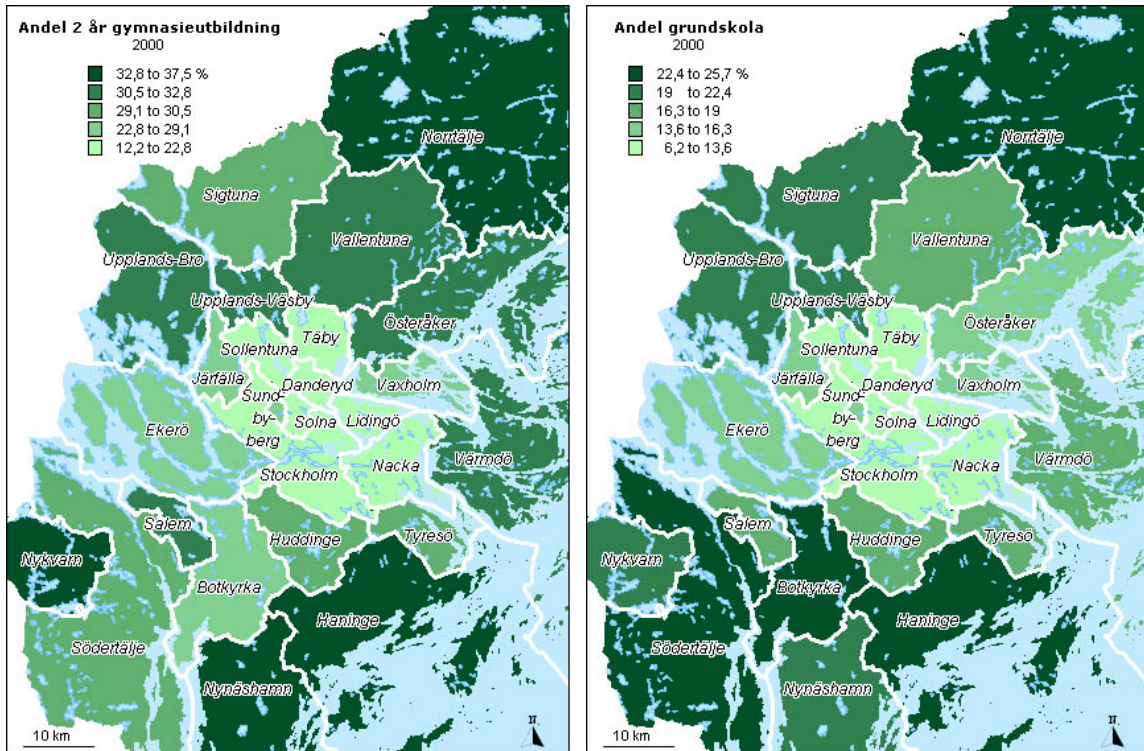 Andel 2 år gymnasieutbildning
2000
32,8 to 37,5 %
30,5 to 32,8
29,1 to 30,5
22,8 to 29,1
12,2 to 22,8
Norrtälje
Sigtuna
Vallentuna
Upplands-Bro
Upplands-Väsby
Österåker
Täby
Sollentuna
Järfälla
Danderyd
Vaxholm
Sund-
by-
berg
Solna
Lidingö
Ekerö
Stockholm
Nacka
Värmdö
Salem
Huddinge
Tyresö
Nykvarn
Botkyrka
Haninge
Södertälje
Nynäshamn
10 km
N
Andel grundskola
2000
22,4 to 25,7 %
19 to 22,4
16,3 to 19
13,6 to 16,3
6,2 to 13,6
Norrtälje
Sigtuna
Vallentuna
Upplands-Bro
Upplands-Väsby
Österåker
Täby
Sollentuna
Järfälla
Danderyd
Vaxholm
Sund-
by-
berg
Solna
Lidingö
Ekerö
Stockholm
Nacka
Värmdö
Salem
Huddinge
Tyresö
Nykvarn
Botkyrka
Haninge
Södertälje
Nynäshamn
10 km
N